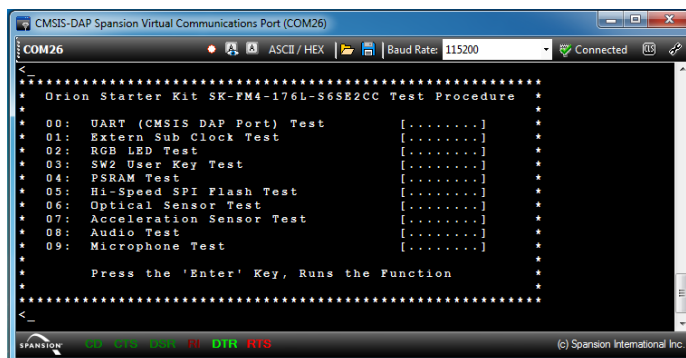 CMSIS-DAP Spansion Virtual Communications Port (COM26)
COM26 ASCII / HEX Baud Rate: 115200 Connected
<_
************************************************************
* Orion Starter Kit SK-FM4-176L-S6SE2CC Test Procedure *
* *
* 00: UART (CMSIS DAP Port) Test [........] *
* 01: Extern Sub Clock Test [........] *
* 02: RGB LED Test [........] *
* 03: SW2 User Key Test [........] *
* 04: PSRAM Test [........] *
* 05: Hi-Speed SPI Flash Test [........] *
* 06: Optical Sensor Test [........] *
* 07: Acceleration Sensor Test [........] *
* 08: Audio Test [........] *
* 09: Microphone Test [........] *
* *
* Press the 'Enter' Key, Runs the Function *
* *
************************************************************
<_
SPANSION CD CTS DSR RI DTR RTS (c) Spansion International Inc.